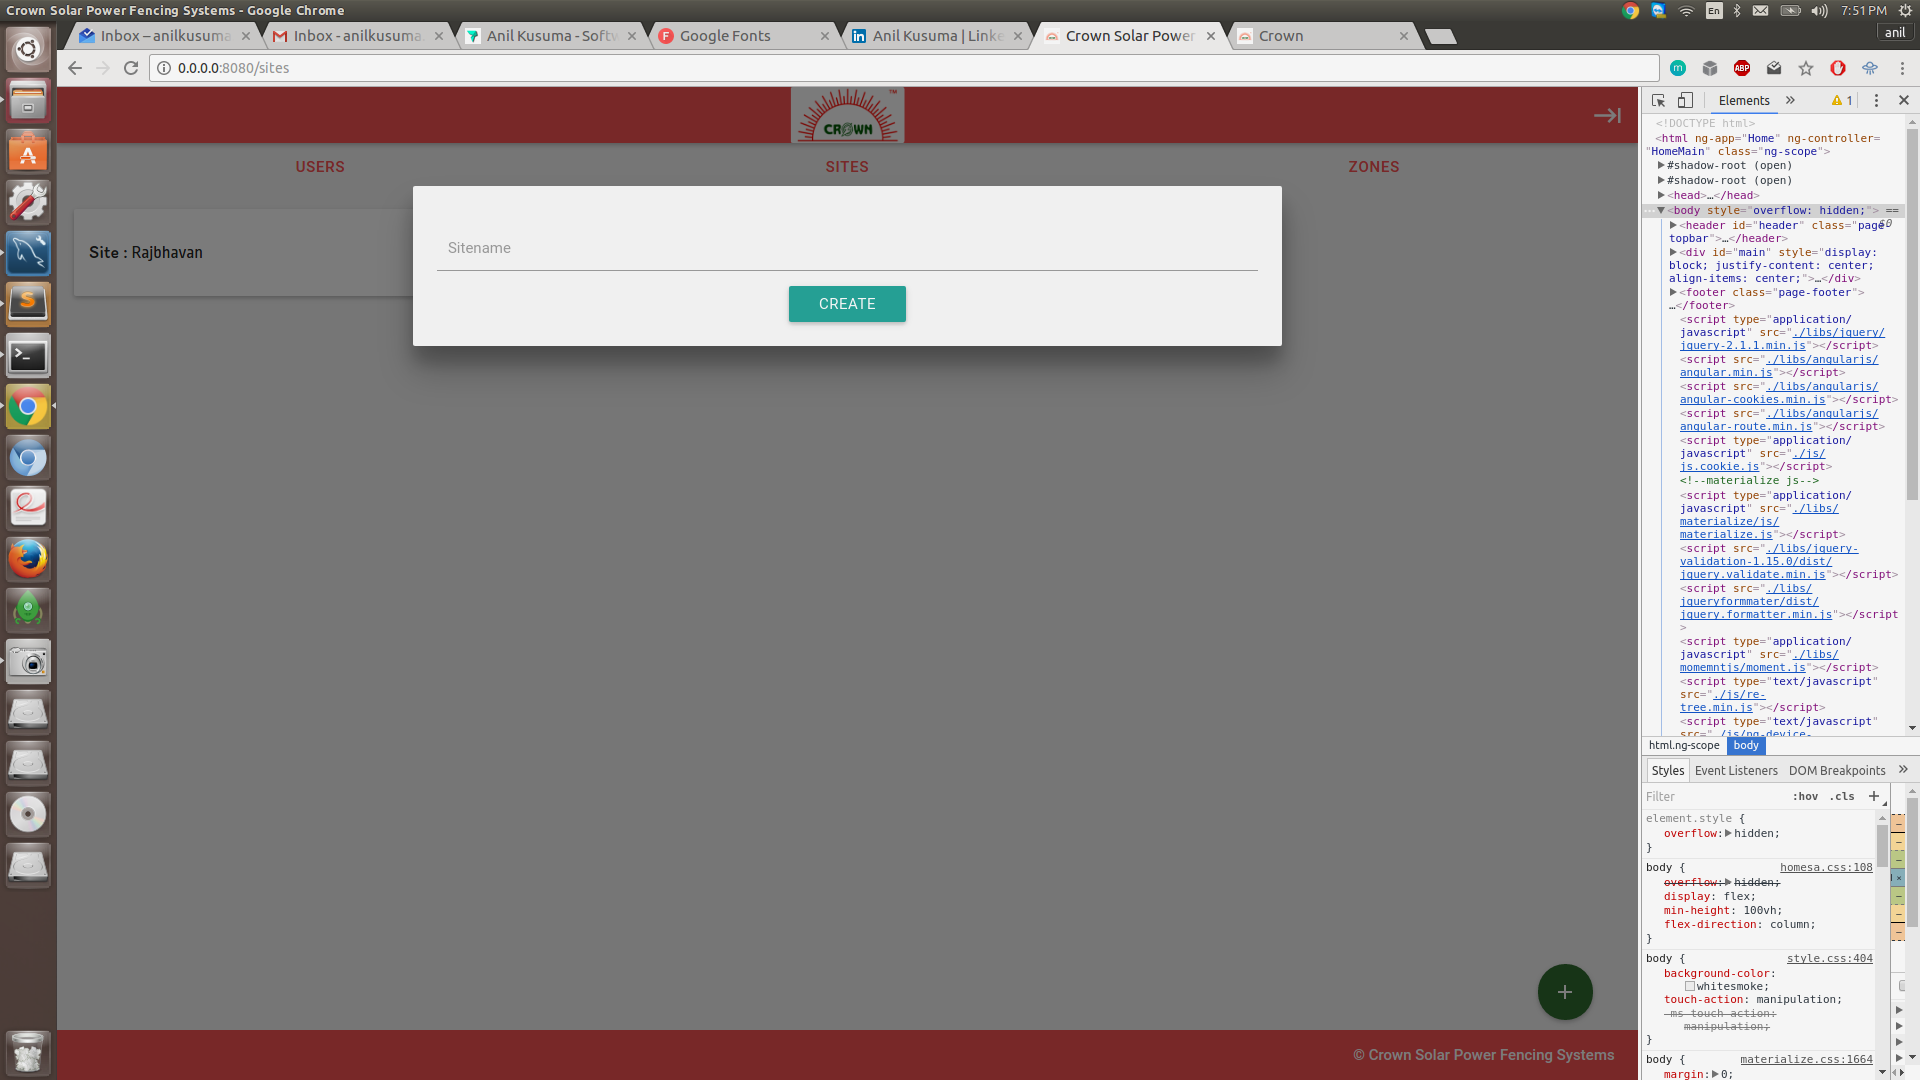 Crown Solar Power Fencing Systems - Google Chrome
En
7:51 PM
Inbox – anilkusuma
Inbox - anilkusuma
Anil Kusuma - Softw
Google Fonts
Anil Kusuma | Linke
Crown Solar Power
Crown
anil
0.0.0.0:8080/sites
ABP
CROWN
TM
USERS
SITES
ZONES
Site : Rajbhavan
Sitename
CREATE
© Crown Solar Power Fencing Systems
Elements
1
<!DOCTYPE html>
<html ng-app="Home" ng-controller=
"HomeMain" class="ng-scope">
#shadow-root (open)
#shadow-root (open)
<head>…</head>
<body style="overflow: hidden;"> ==
$0
<header id="header" class="page-
topbar">…</header>
<div id="main" style="display:
block; justify-content: center;
align-items: center;">…</div>
<footer class="page-footer">
…</footer>
<script type="application/
javascript" src="./libs/jquery/
jquery-2.1.1.min.js"></script>
<script src="./libs/angularjs/
angular.min.js"></script>
<script src="./libs/angularjs/
angular-cookies.min.js"></script>
<script src="./libs/angularjs/
angular-route.min.js"></script>
<script type="application/
javascript" src="./js/
js.cookie.js"></script>
<!--materialize js-->
<script type="application/
javascript" src="./libs/
materialize/js/
materialize.js"></script>
<script src="./libs/jquery-
validation-1.15.0/dist/
jquery.validate.min.js"></script>
<script src="./libs/
jqueryformmater/dist/
jquery.formatter.min.js"></script
>
<script type="application/
javascript" src="./libs/
momemntjs/moment.js"></script>
<script type="text/javascript"
src="./js/re-
tree.min.js"></script>
<script type="text/javascript"
src="./js/ng-device-
html.ng-scope
body
Styles
Event Listeners
DOM Breakpoints
Filter
:hov
.cls
element.style {
overflow: hidden;
}
body {
homesa.css:108
overflow: hidden;
display: flex;
min-height: 100vh;
flex-direction: column;
}
body {
style.css:404
background-color:
whitesmoke;
touch-action: manipulation;
-ms-touch-action:
manipulation;
}
body {
materialize.css:1664
margin: 0;